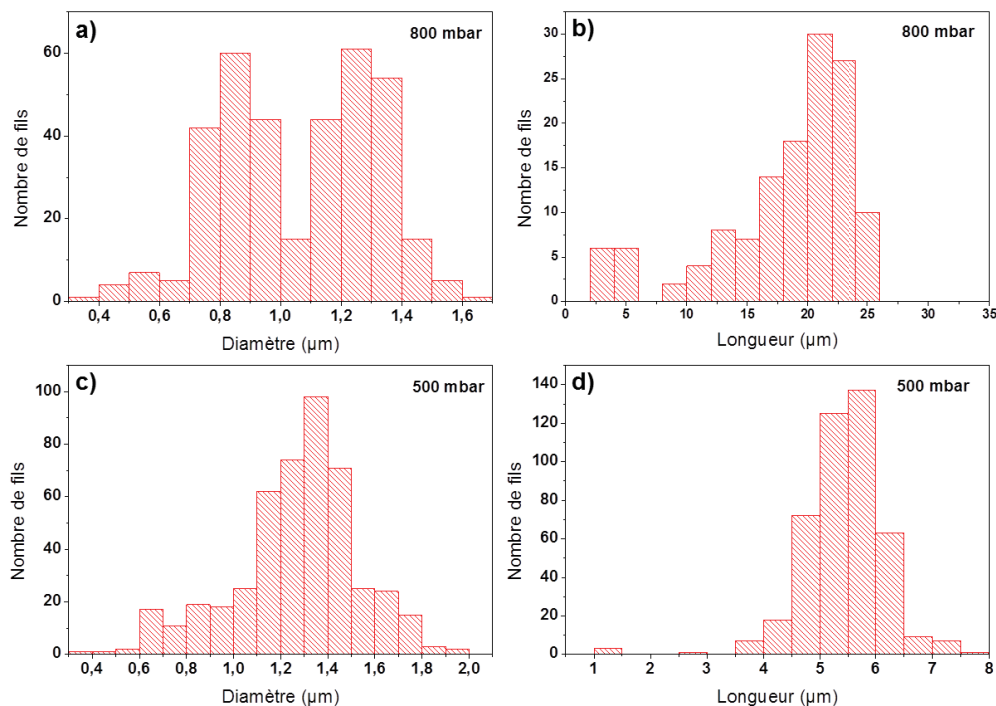 a)
800 mbar
Nombre de fils
60
40
20
0
0,4 0,6 0,8 1,0 1,2 1,4 1,6
Diamètre (µm)
b)
800 mbar
Nombre de fils
30
25
20
15
10
5
0
0 5 10 15 20 25 30 35
Longueur (µm)
c)
500 mbar
Nombre de fils
100
80
60
40
20
0
0,4 0,6 0,8 1,0 1,2 1,4 1,6 1,8 2,0
Diamètre (µm)
d)
500 mbar
Nombre de fils
140
120
100
80
60
40
20
0
1 2 3 4 5 6 7 8
Longueur (µm)